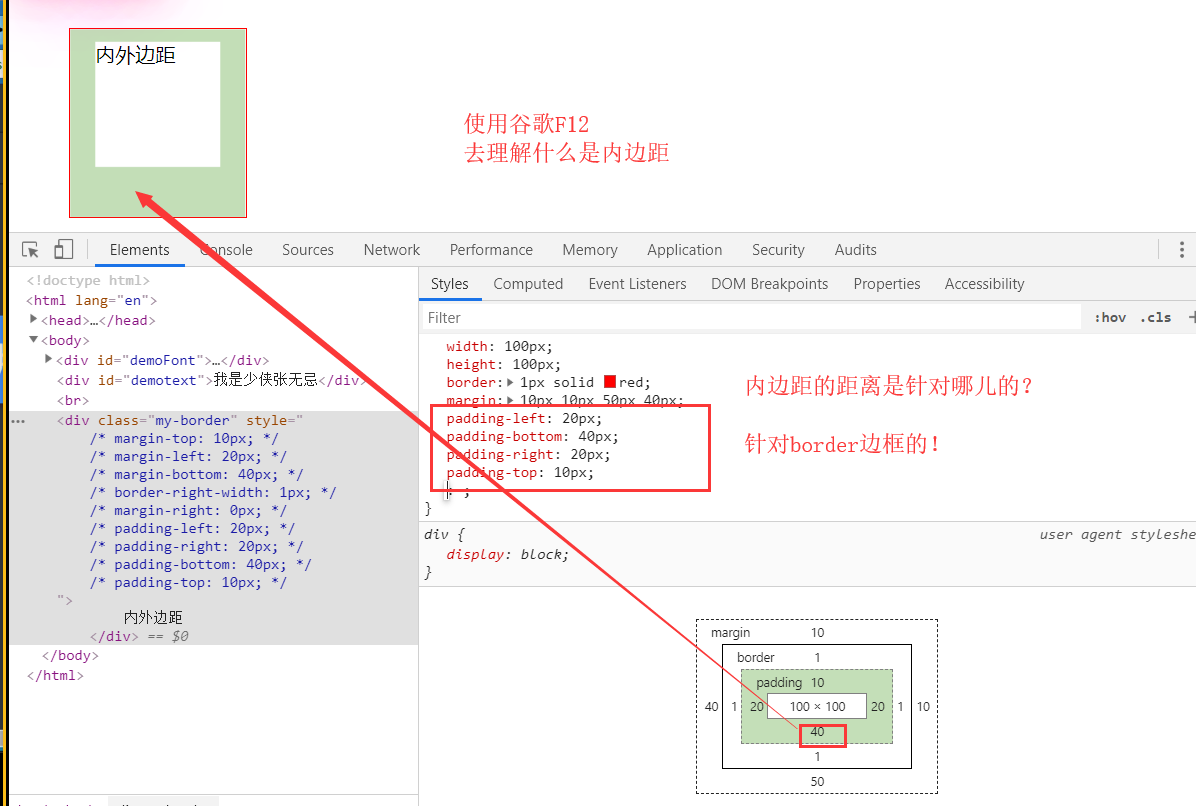 内外边距
使用谷歌F12
去理解什么是内边距
Elements Console Sources Network Performance Memory Application Security Audits
<!doctype html>
<html lang="en">
<head>…</head>
<body>
<div id="demoFont">…</div>
<div id="demotext">我是少侠张无忌</div>
<br>
<div class="my-border" style="
/* margin-top: 10px; */
/* margin-left: 20px; */
/* margin-bottom: 40px; */
/* border-right-width: 1px; */
/* margin-right: 0px; */
/* padding-left: 20px; */
/* padding-right: 20px; */
/* padding-bottom: 40px; */
/* padding-top: 10px; */
">
内外边距
</div> == $0
</body>
</html>
Styles Computed Event Listeners DOM Breakpoints Properties Accessibility
Filter :hov .cls +
width: 100px;
height: 100px;
border: 1px solid red;
margin: 10px 10px 50px 40px;
padding-left: 20px;
padding-bottom: 40px;
padding-right: 20px;
padding-top: 10px;
: ;
}
内边距的距离是针对哪儿的？
针对border边框的！
div { user agent styleshe
display: block;
}
margin 10
border 1
padding 10
40 1 20 100 × 100 20 1 10
40
1
50